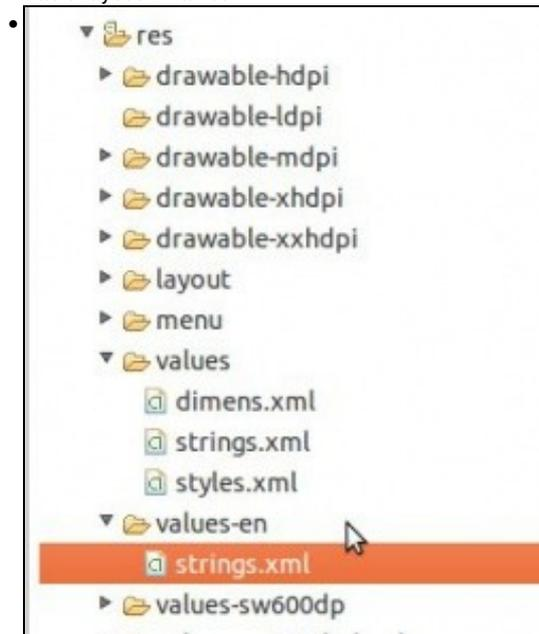 res
drawable-hdpi
drawable-ldpi
drawable-mdpi
drawable-xhdpi
drawable-xxhdpi
layout
menu
values
dimens.xml
strings.xml
styles.xml
values-en
strings.xml
values-sw600dp